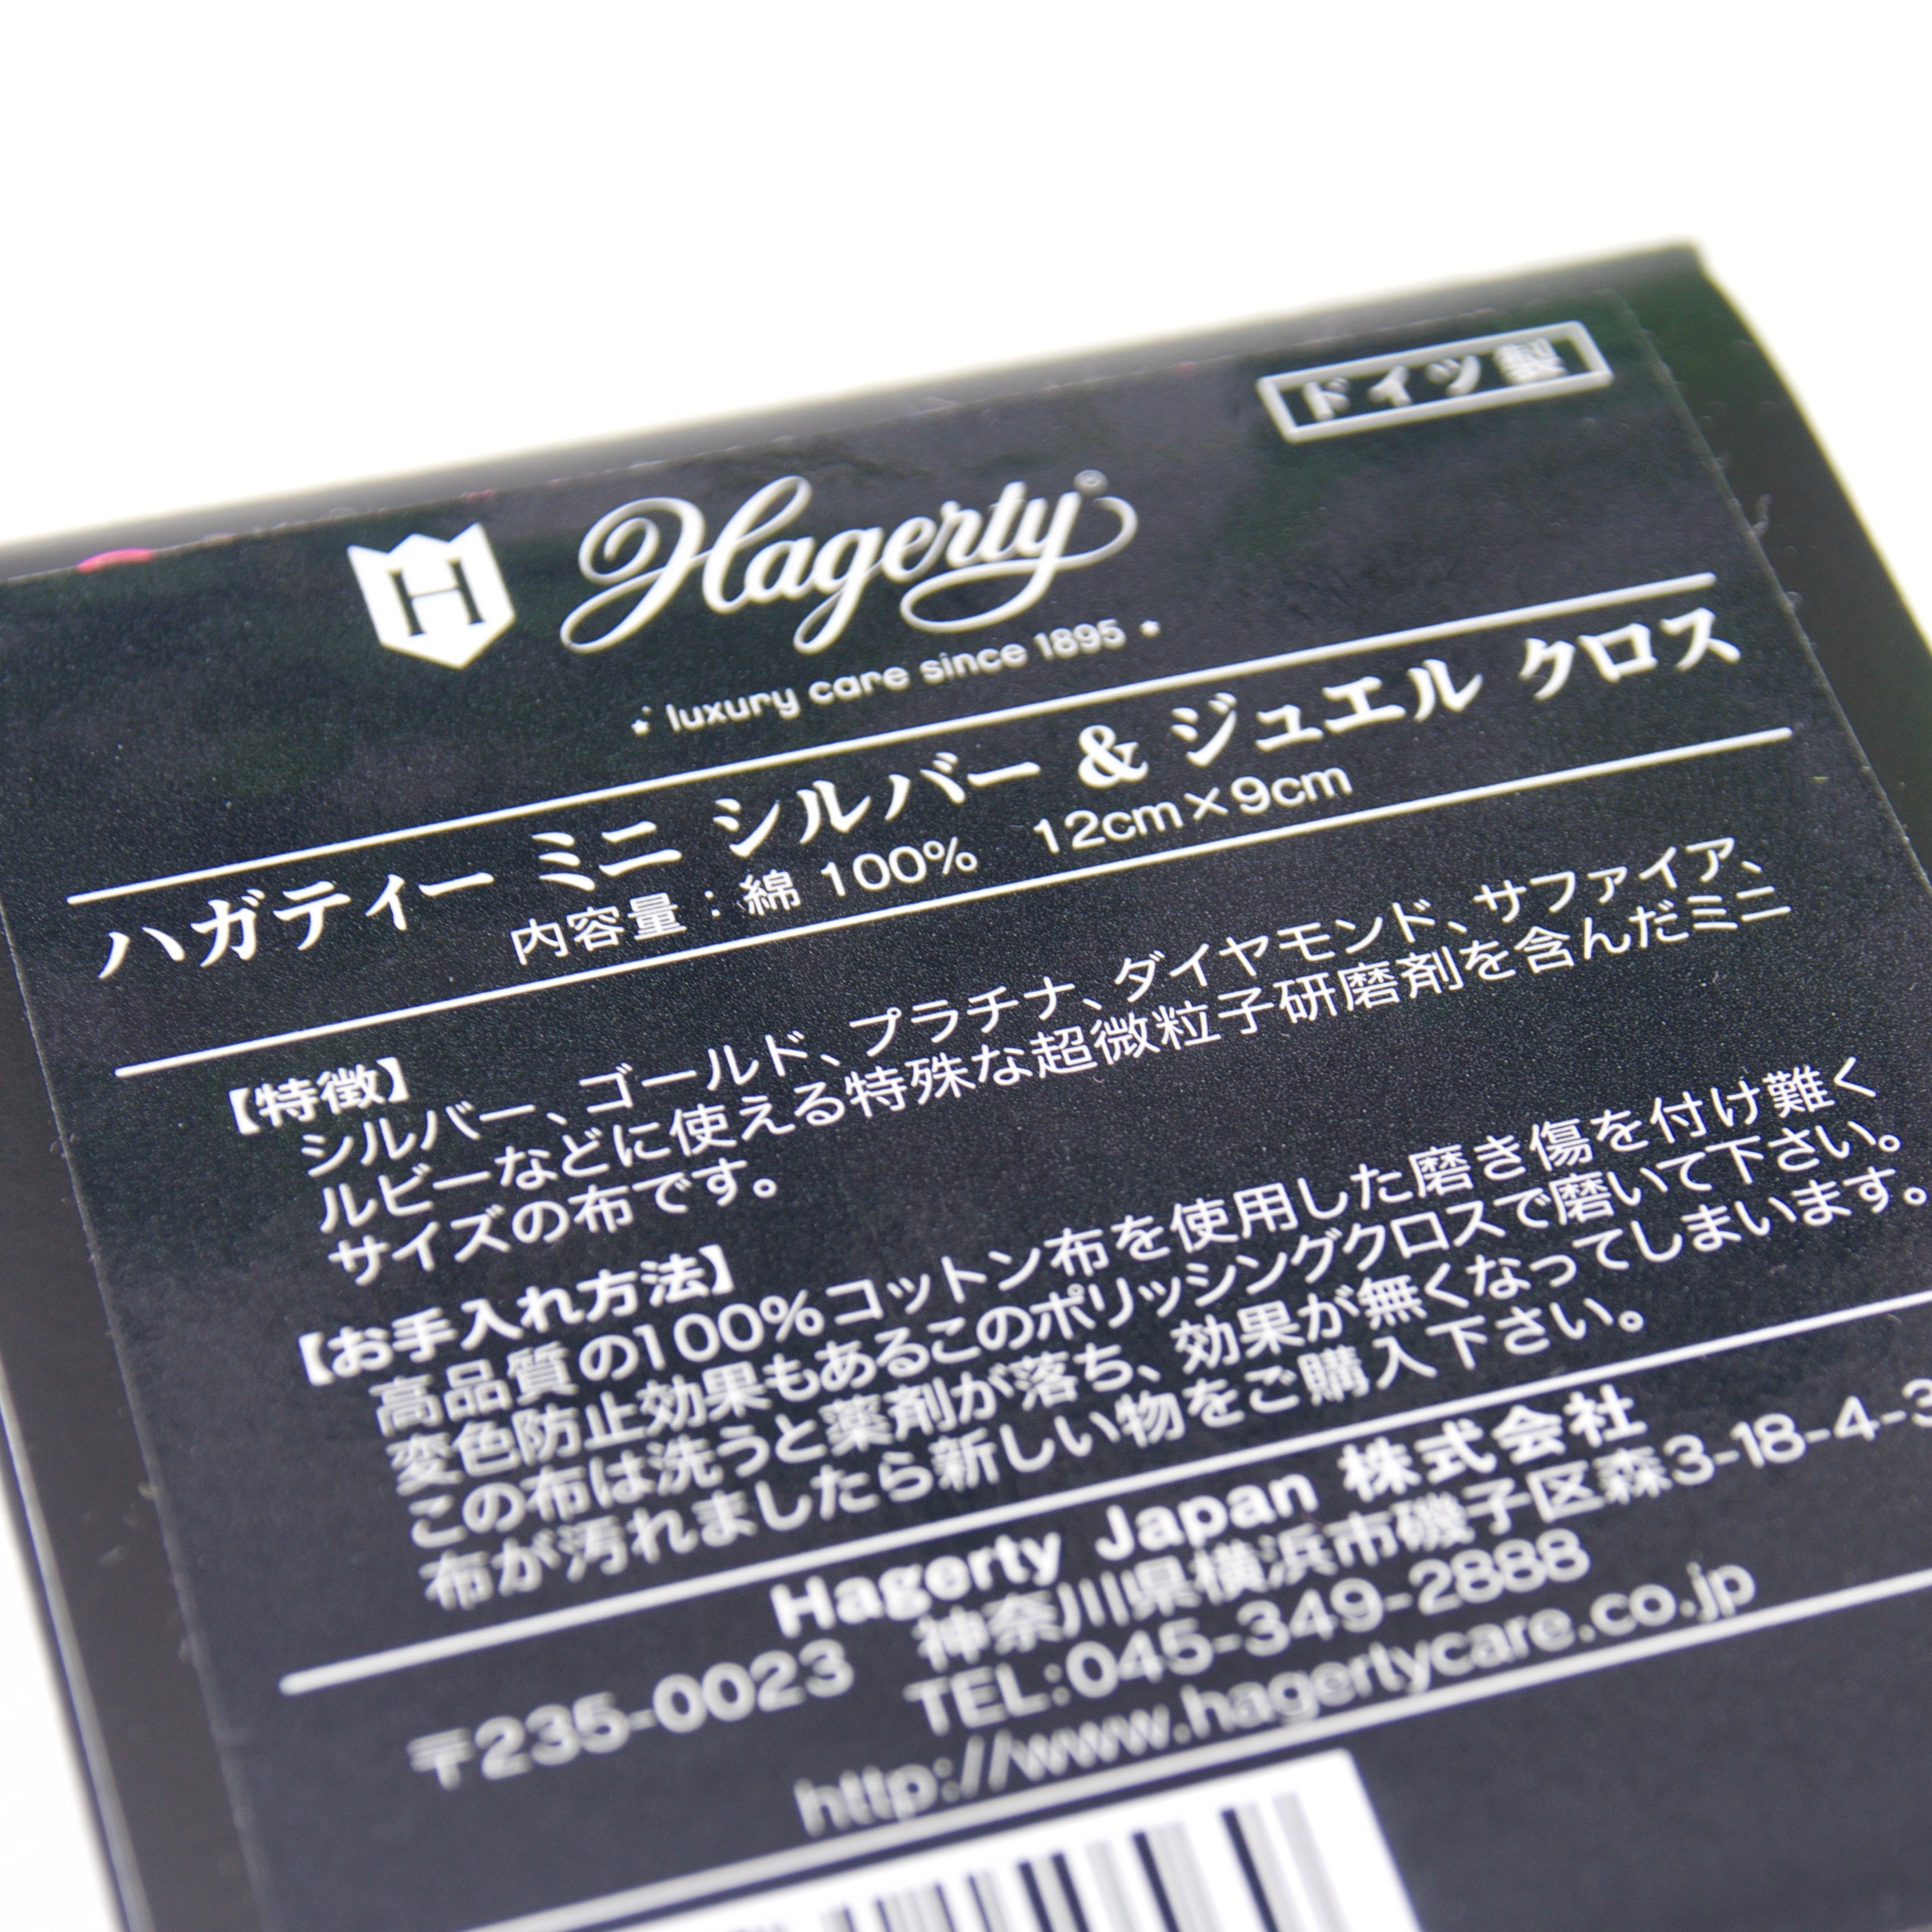 ドイツ製
H
Hagerty®
luxury care since 1895
ハガティー ミニ シルバー & ジュエル クロス
内容量：綿 100%　12cm×9cm
【特徴】
シルバー、ゴールド、プラチナ、ダイヤモンド、サファイア、
ルビーなどに使える特殊な超微粒子研磨剤を含んだミニ
サイズの布です。
【お手入れ方法】
高品質の100%コットン布を使用した磨き傷を付け難く
変色防止効果もあるこのポリッシングクロスで磨いて下さい。
この布は洗うと薬剤が落ち、効果が無くなってしまいます。
布が汚れましたら新しい物をご購入下さい。
Hagerty Japan 株式会社
〒235-0023　神奈川県横浜市磯子区森3-18-4-3
TEL:045-349-2888
http://www.hagertycare.co.jp